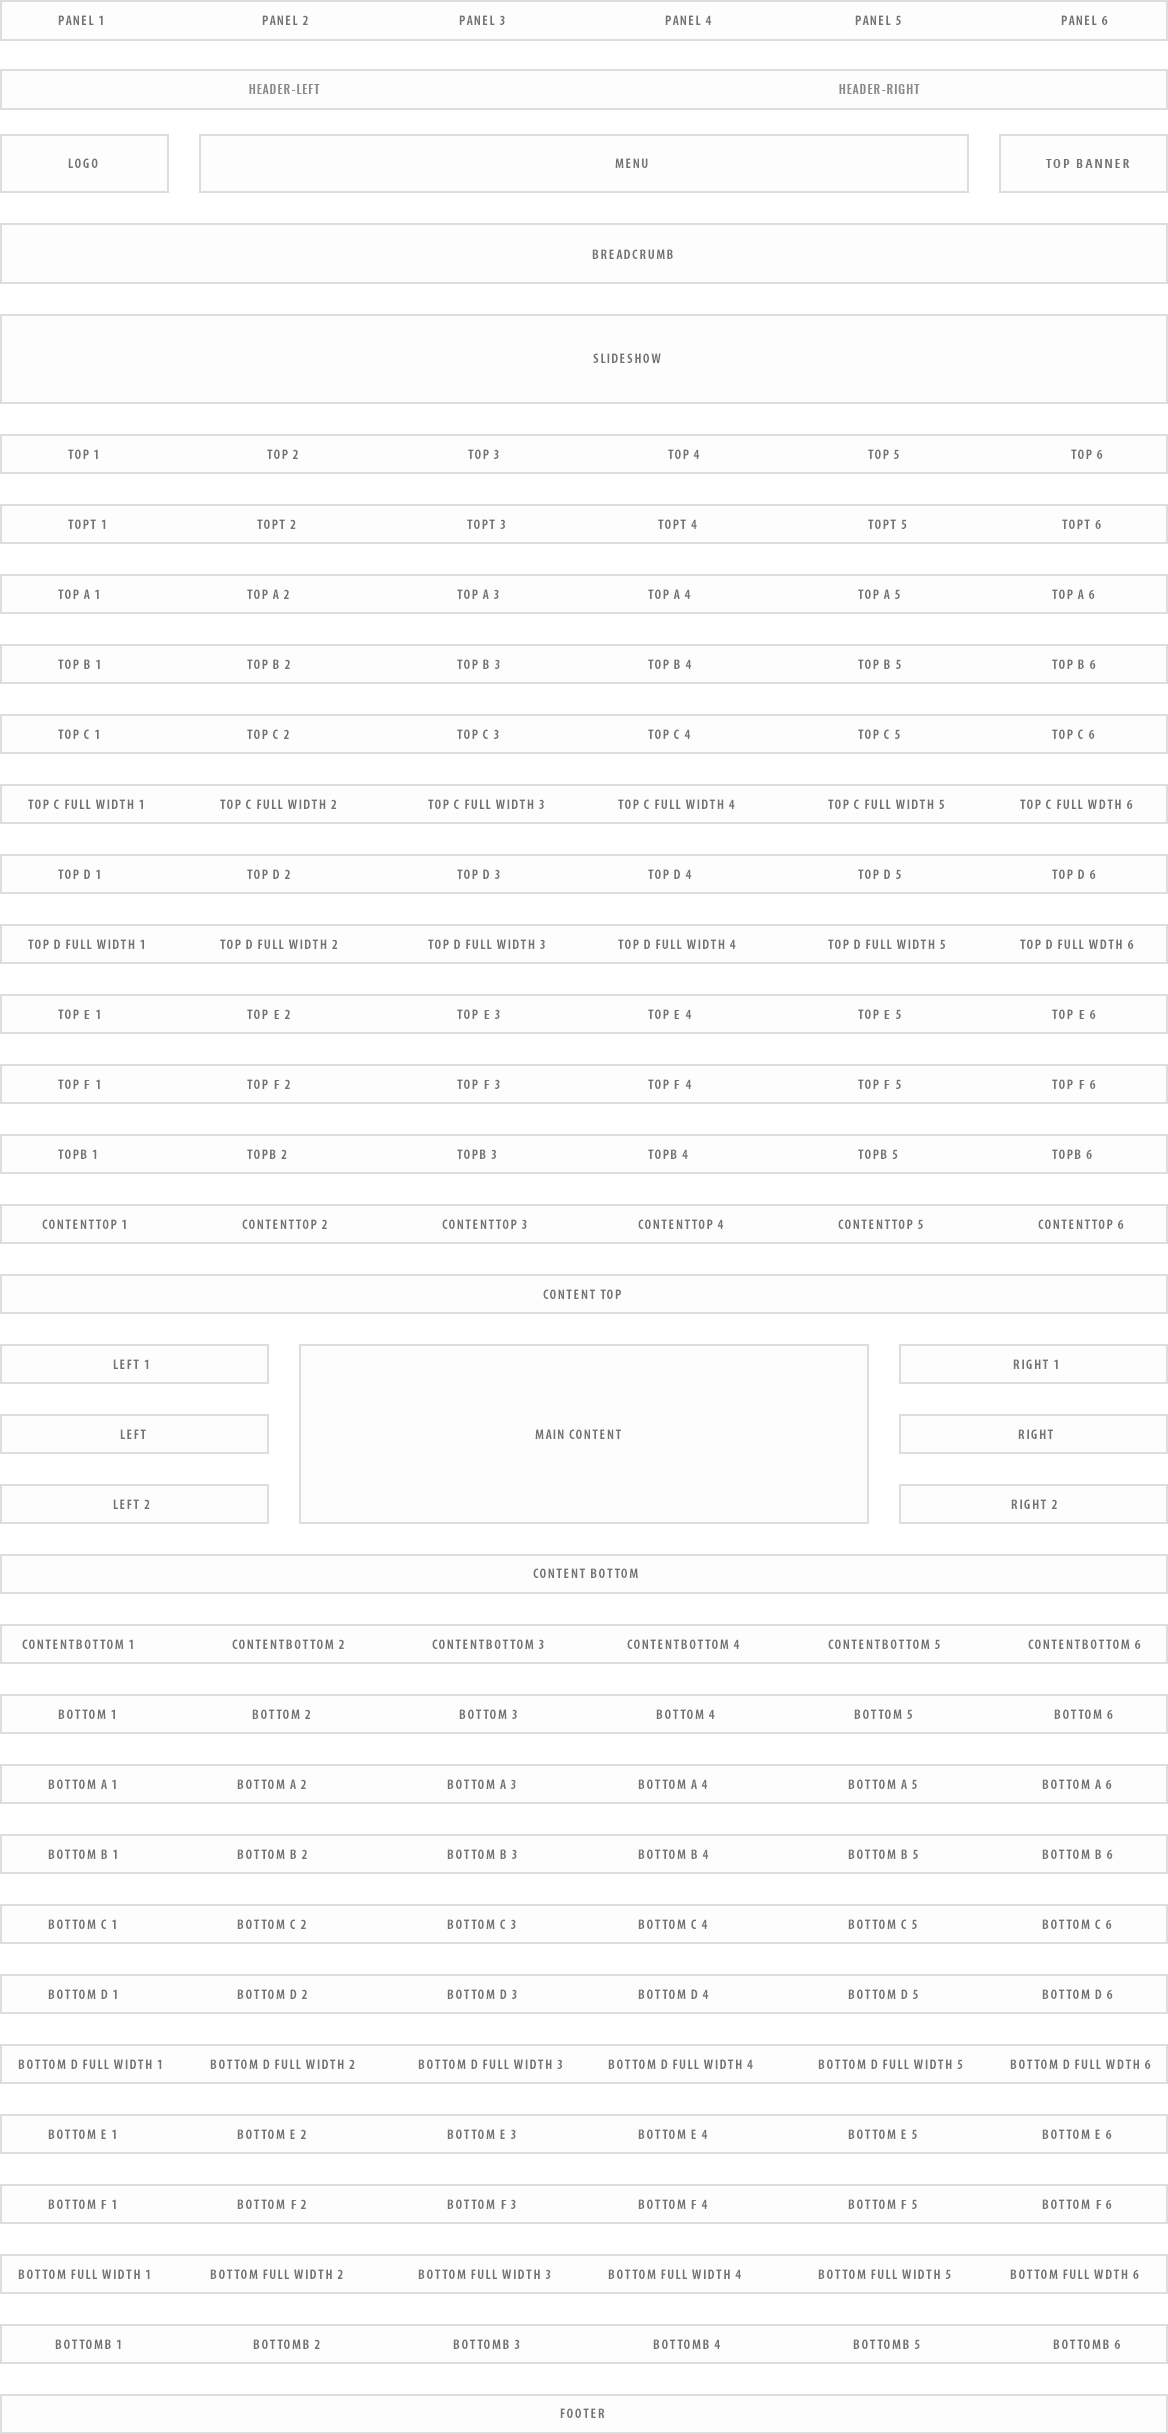 PANEL 1 PANEL 2 PANEL 3 PANEL 4 PANEL 5 PANEL 6
HEADER-LEFT HEADER-RIGHT
LOGO MENU TOP BANNER
BREADCRUMB
SLIDESHOW
TOP 1 TOP 2 TOP 3 TOP 4 TOP 5 TOP 6
TOPT 1 TOPT 2 TOPT 3 TOPT 4 TOPT 5 TOPT 6
TOP A 1 TOP A 2 TOP A 3 TOP A 4 TOP A 5 TOP A 6
TOP B 1 TOP B 2 TOP B 3 TOP B 4 TOP B 5 TOP B 6
TOP C 1 TOP C 2 TOP C 3 TOP C 4 TOP C 5 TOP C 6
TOP C FULL WIDTH 1 TOP C FULL WIDTH 2 TOP C FULL WIDTH 3 TOP C FULL WIDTH 4 TOP C FULL WIDTH 5 TOP C FULL WDTH 6
TOP D 1 TOP D 2 TOP D 3 TOP D 4 TOP D 5 TOP D 6
TOP D FULL WIDTH 1 TOP D FULL WIDTH 2 TOP D FULL WIDTH 3 TOP D FULL WIDTH 4 TOP D FULL WIDTH 5 TOP D FULL WDTH 6
TOP E 1 TOP E 2 TOP E 3 TOP E 4 TOP E 5 TOP E 6
TOP F 1 TOP F 2 TOP F 3 TOP F 4 TOP F 5 TOP F 6
TOPB 1 TOPB 2 TOPB 3 TOPB 4 TOPB 5 TOPB 6
CONTENTTOP 1 CONTENTTOP 2 CONTENTTOP 3 CONTENTTOP 4 CONTENTTOP 5 CONTENTTOP 6
CONTENT TOP
LEFT 1 RIGHT 1
LEFT MAIN CONTENT RIGHT
LEFT 2 RIGHT 2
CONTENT BOTTOM
CONTENTBOTTOM 1 CONTENTBOTTOM 2 CONTENTBOTTOM 3 CONTENTBOTTOM 4 CONTENTBOTTOM 5 CONTENTBOTTOM 6
BOTTOM 1 BOTTOM 2 BOTTOM 3 BOTTOM 4 BOTTOM 5 BOTTOM 6
BOTTOM A 1 BOTTOM A 2 BOTTOM A 3 BOTTOM A 4 BOTTOM A 5 BOTTOM A 6
BOTTOM B 1 BOTTOM B 2 BOTTOM B 3 BOTTOM B 4 BOTTOM B 5 BOTTOM B 6
BOTTOM C 1 BOTTOM C 2 BOTTOM C 3 BOTTOM C 4 BOTTOM C 5 BOTTOM C 6
BOTTOM D 1 BOTTOM D 2 BOTTOM D 3 BOTTOM D 4 BOTTOM D 5 BOTTOM D 6
BOTTOM D FULL WIDTH 1 BOTTOM D FULL WIDTH 2 BOTTOM D FULL WIDTH 3 BOTTOM D FULL WIDTH 4 BOTTOM D FULL WIDTH 5 BOTTOM D FULL WDTH 6
BOTTOM E 1 BOTTOM E 2 BOTTOM E 3 BOTTOM E 4 BOTTOM E 5 BOTTOM E 6
BOTTOM F 1 BOTTOM F 2 BOTTOM F 3 BOTTOM F 4 BOTTOM F 5 BOTTOM F 6
BOTTOM FULL WIDTH 1 BOTTOM FULL WIDTH 2 BOTTOM FULL WIDTH 3 BOTTOM FULL WIDTH 4 BOTTOM FULL WIDTH 5 BOTTOM FULL WDTH 6
BOTTOMB 1 BOTTOMB 2 BOTTOMB 3 BOTTOMB 4 BOTTOMB 5 BOTTOMB 6
FOOTER